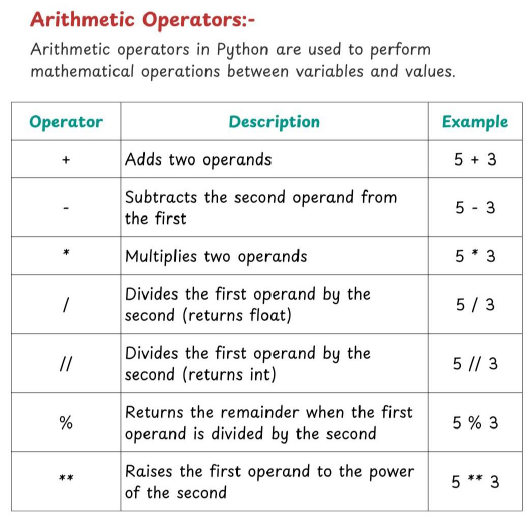 Arithmetic Operators:-
Arithmetic operators in Python are used to perform
mathematical operations between variables and values.
Operator Description Example
+ Adds two operands 5 + 3
- Subtracts the second operand from
the first 5 - 3
* Multiplies two operands 5 * 3
/ Divides the first operand by the
second (returns float) 5 / 3
// Divides the first operand by the
second (returns int) 5 // 3
% Returns the remainder when the first
operand is divided by the second 5 % 3
** Raises the first operand to the power
of the second 5 ** 3